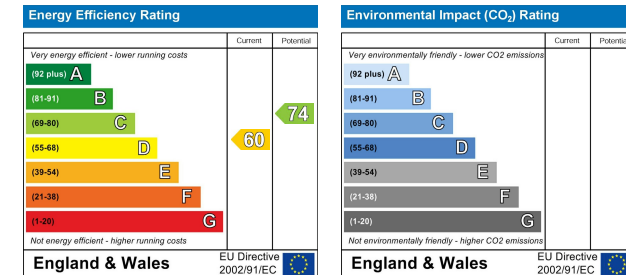 Energy Efficiency Rating
Current Potential
Very energy efficient - lower running costs
(92 plus) A
(81-91) B
(69-80) C
74
(55-68) D
60
(39-54) E
(21-38) F
(1-20) G
Not energy efficient - higher running costs
England & Wales
EU Directive
2002/91/EC
Environmental Impact (CO₂) Rating
Current Potential
Very environmentally friendly - lower CO2 emissions
(92 plus) A
(81-91) B
(69-80) C
(55-68) D
(39-54) E
(21-38) F
(1-20) G
Not environmentally friendly - higher CO2 emissions
England & Wales
EU Directive
2002/91/EC